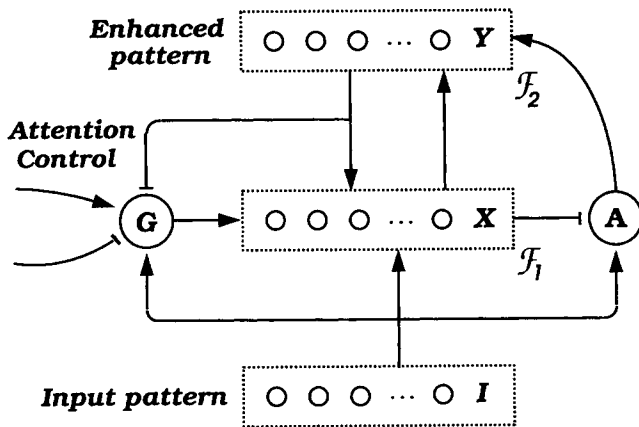 Enhanced
pattern
... Y
ℱ2
Attention
Control
G
... X
A
ℱ1
Input pattern
... I